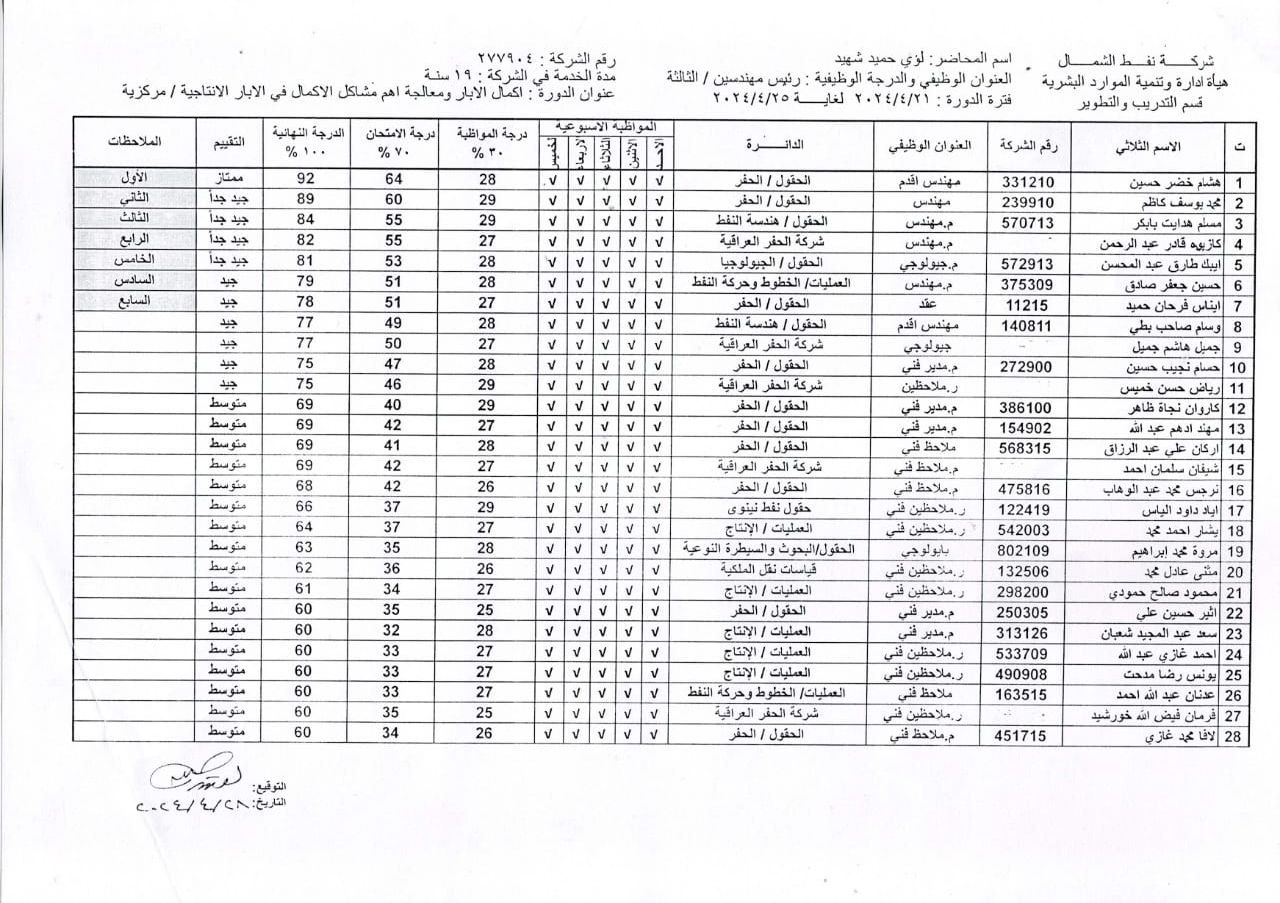 شركة نفط الشمال
هيأة ادارة وتنمية الموارد البشرية
قسم التدريب والتطوير
اسم المحاضر: لؤي حميد شهيد
العنوان الوظيفي والدرجة الوظيفية : رئيس مهندسين / الثالثة
فترة الدورة : ٢٠٢٤/٤/٢١ لغاية ٢٠٢٤/٤/٢٥
رقم الشركة : ٢٧٧٩٠٤
مدة الخدمة في الشركة : ١٩ سنة
عنوان الدورة : اكمال الابار ومعالجة اهم مشاكل الاكمال في الابار الانتاجية / مركزية
ت الاسم الثلاثي رقم الشركة العنوان الوظيفي الدائرة المواظبة الاسبوعية الاحد الاثنين الثلاثاء الاربعاء الخميس درجة المواظبة ٣٠ % درجة الامتحان ٧٠ % الدرجة النهائية ١٠٠ % التقييم الملاحظات
1 هشام خضر حسين 331210 مهندس اقدم الحقول / الحفر √ √ √ √ √ 28 64 92 ممتاز الأول
2 محمد يوسف كاظم 239910 مهندس الحقول / الحفر √ √ √ √ √ 29 60 89 جيد جداً الثاني
3 مسلم هدايت بابكر 570713 م.مهندس الحقول / هندسة النفط √ √ √ √ √ 29 55 84 جيد جداً الثالث
4 كازيوه قادر عبد الرحمن م.مهندس شركة الحفر العراقية √ √ √ √ √ 27 55 82 جيد جداً الرابع
5 ايبك طارق عبد المحسن 572913 م.جيولوجي الحقول / الجيولوجيا √ √ √ √ √ 28 53 81 جيد جداً الخامس
6 حسين جعفر صادق 375309 م.مهندس العمليات/ الخطوط وحركة النفط √ √ √ √ √ 28 51 79 جيد السادس
7 ايناس فرحان حميد 11215 عقد الحقول / الحفر √ √ √ √ √ 27 51 78 جيد السابع
8 وسام صاحب بطي 140811 مهندس اقدم الحقول / هندسة النفط √ √ √ √ √ 28 49 77 جيد
9 جميل هاشم جميل جيولوجي شركة الحفر العراقية √ √ √ √ √ 27 50 77 جيد
10 حسام نجيب حسين 272900 م.مدير فني الحقول / الحفر √ √ √ √ √ 28 47 75 جيد
11 رياض حسن خميس ر.ملاحظين شركة الحفر العراقية √ √ √ √ √ 29 46 75 جيد
12 كاروان نجاة ظاهر 386100 م.مدير فني الحقول / الحفر √ √ √ √ √ 29 40 69 متوسط
13 مهند ادهم عبد الله 154902 م.مدير فني الحقول / الحفر √ √ √ √ √ 27 42 69 متوسط
14 اركان علي عبد الرزاق 568315 ملاحظ فني الحقول / الحفر √ √ √ √ √ 28 41 69 متوسط
15 شيفان سلمان احمد م.ملاحظ فني شركة الحفر العراقية √ √ √ √ √ 27 42 69 متوسط
16 نرجس محمد عبد الوهاب 475816 م.ملاحظ فني الحقول / الحفر √ √ √ √ √ 26 42 68 متوسط
17 اياد داود الياس 122419 ر.ملاحظين فني حقول نفط نينوى √ √ √ √ √ 29 37 66 متوسط
18 يشار احمد محمد 542003 ر.ملاحظين فني العمليات / الإنتاج √ √ √ √ √ 27 37 64 متوسط
19 مروة محمد إبراهيم 802109 بايولوجي الحقول/البحوث والسيطرة النوعية √ √ √ √ √ 28 35 63 متوسط
20 مثنى عادل محمد 132506 ر.ملاحظين فني قياسات نقل الملكية √ √ √ √ √ 26 36 62 متوسط
21 محمود صالح حمودي 298200 ر.ملاحظين فني العمليات / الإنتاج √ √ √ √ √ 27 34 61 متوسط
22 اثير حسين علي 250305 م.مدير فني الحقول / الحفر √ √ √ √ √ 25 35 60 متوسط
23 سعد عبد المجيد شعبان 313126 م.مدير فني العمليات / الإنتاج √ √ √ √ √ 28 32 60 متوسط
24 احمد غازي عبد الله 533709 ر.ملاحظين فني العمليات / الإنتاج √ √ √ √ √ 27 33 60 متوسط
25 يونس رضا مدحت 490908 ر.ملاحظين فني العمليات / الإنتاج √ √ √ √ √ 27 33 60 متوسط
26 عدنان عبد الله احمد 163515 ملاحظ فني العمليات/ الخطوط وحركة النفط √ √ √ √ √ 27 33 60 متوسط
27 فرمان فيض الله خورشيد ر.ملاحظين فني شركة الحفر العراقية √ √ √ √ √ 25 35 60 متوسط
28 لافا محمد غازي 451715 م.ملاحظ فني الحقول / الحفر √ √ √ √ √ 26 34 60 متوسط
التوقيع:
التاريخ: ٢٠٢٤/٤/٢٨